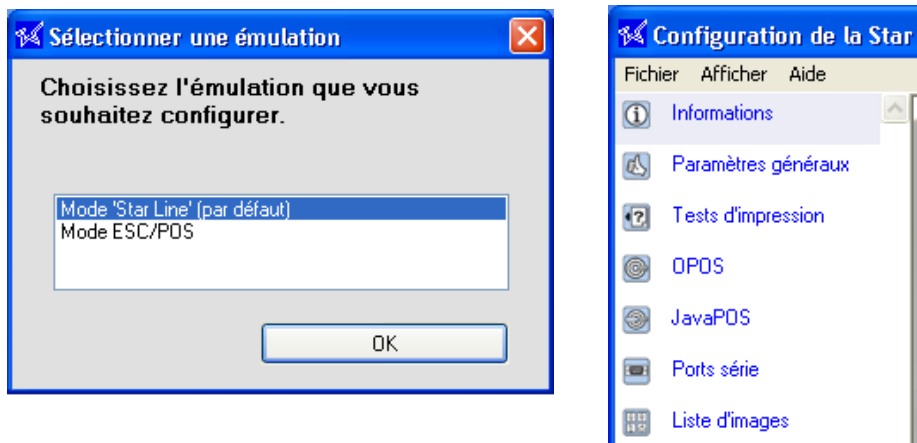 Sélectionner une émulation
Choisissez l'émulation que vous
souhaitez configurer.
Mode 'Star Line' (par défaut)
Mode ESC/POS
OK
Configuration de la Star
Fichier Afficher Aide
Informations
Paramètres généraux
Tests d'impression
OPOS
JavaPOS
Ports série
Liste d'images